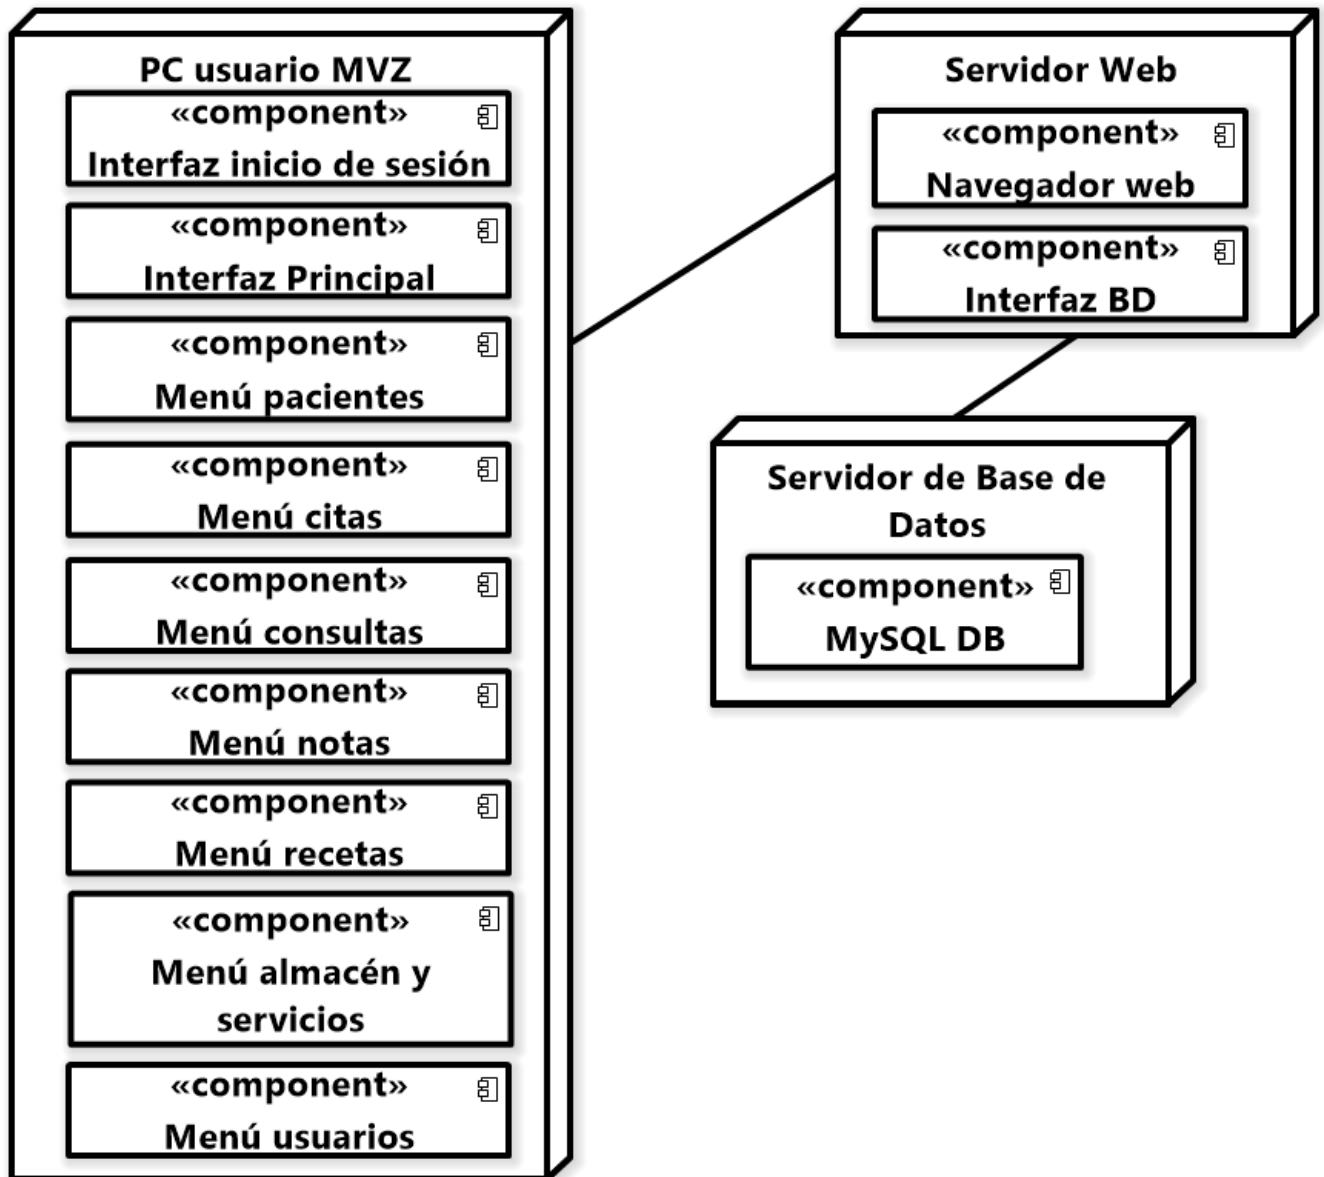 PC usuario MVZ
«component»
Interfaz inicio de sesión
«component»
Interfaz Principal
«component»
Menú pacientes
«component»
Menú citas
«component»
Menú consultas
«component»
Menú notas
«component»
Menú recetas
«component»
Menú almacén y
servicios
«component»
Menú usuarios
Servidor Web
«component»
Navegador web
«component»
Interfaz BD
Servidor de Base de
Datos
«component»
MySQL DB